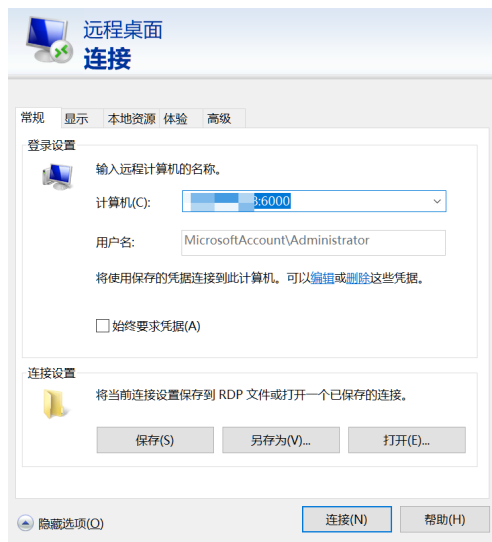 远程桌面
连接
常规 显示 本地资源 体验 高级
登录设置
输入远程计算机的名称。
计算机(C): :6000
用户名: MicrosoftAccount\Administrator
将使用保存的凭据连接到此计算机。可以编辑或删除这些凭据。
始终要求凭据(A)
连接设置
将当前连接设置保存到 RDP 文件或打开一个已保存的连接。
保存(S) 另存为(V)... 打开(E)...
隐藏选项(O) 连接(N) 帮助(H)